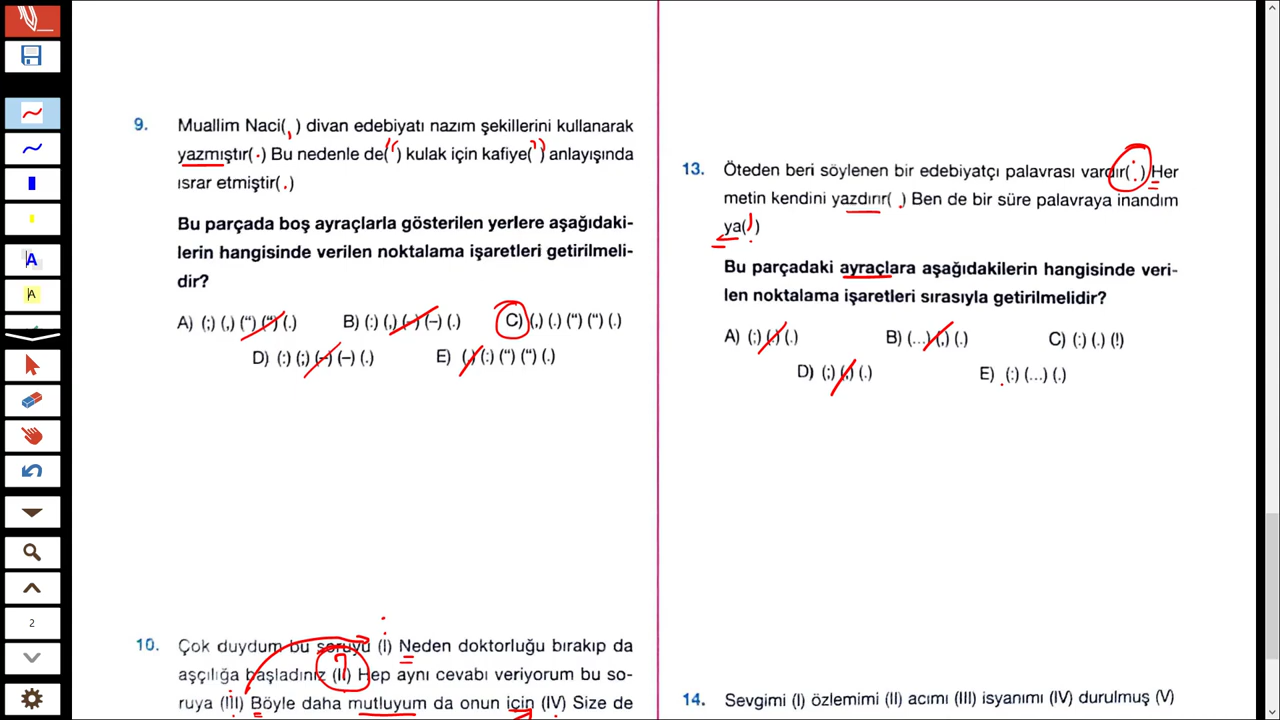 9. Muallim Naci(, ) divan edebiyatı nazım şekillerini kullanarak
yazmıştır(.) Bu nedenle de(“) kulak için kafiye(”) anlayışında
ısrar etmiştir(.)
Bu parçada boş ayraçlarla gösterilen yerlere aşağıdaki-
lerin hangisinde verilen noktalama işaretleri getirilmeli-
dir?
A) (;) (,) (“) (“) (.) B) (:) (,) (–) (–) (.) C) (,) (.) (“) (“) (.)
D) (:) (;) (–) (–) (.) E) (,) (:) (“) (“) (.)
10. Çok duydum bu soruyu (I) Neden doktorluğu bırakıp da
aşçılığa başladınız (II) Hep aynı cevabı veriyorum bu so-
ruya (III) Böyle daha mutluyum da onun için (IV) Size de
13. Öteden beri söylenen bir edebiyatçı palavrası vardır(:) Her
metin kendini yazdırır( .) Ben de bir süre palavraya inandım
ya(!)
Bu parçadaki ayraçlara aşağıdakilerin hangisinde veri-
len noktalama işaretleri sırasıyla getirilmelidir?
A) (:) (,) (.) B) (...) (,) (.) C) (:) (.) (!)
D) (;) (,) (.) E) (:) (...) (.)
14. Sevgimi (I) özlemimi (II) acımı (III) isyanımı (IV) durulmuş (V)
A
A
2